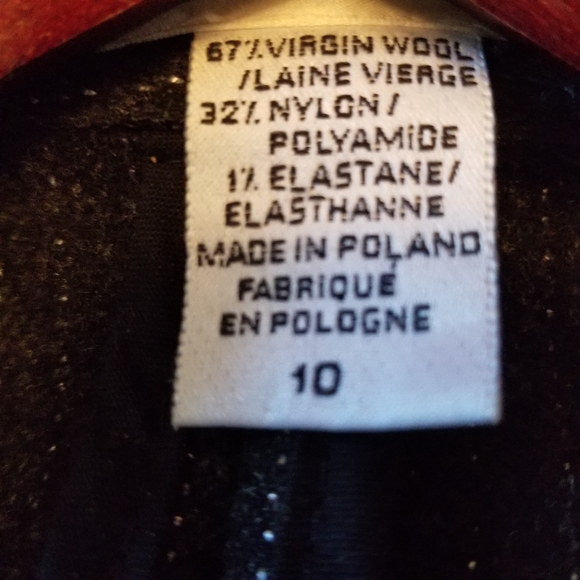 67% VIRGIN WOOL
/LAINE VIERGE
32% NYLON/
POLYAMIDE
1% ELASTANE/
ELASTHANNE
MADE IN POLAND
FABRIQUÉ
EN POLOGNE
10